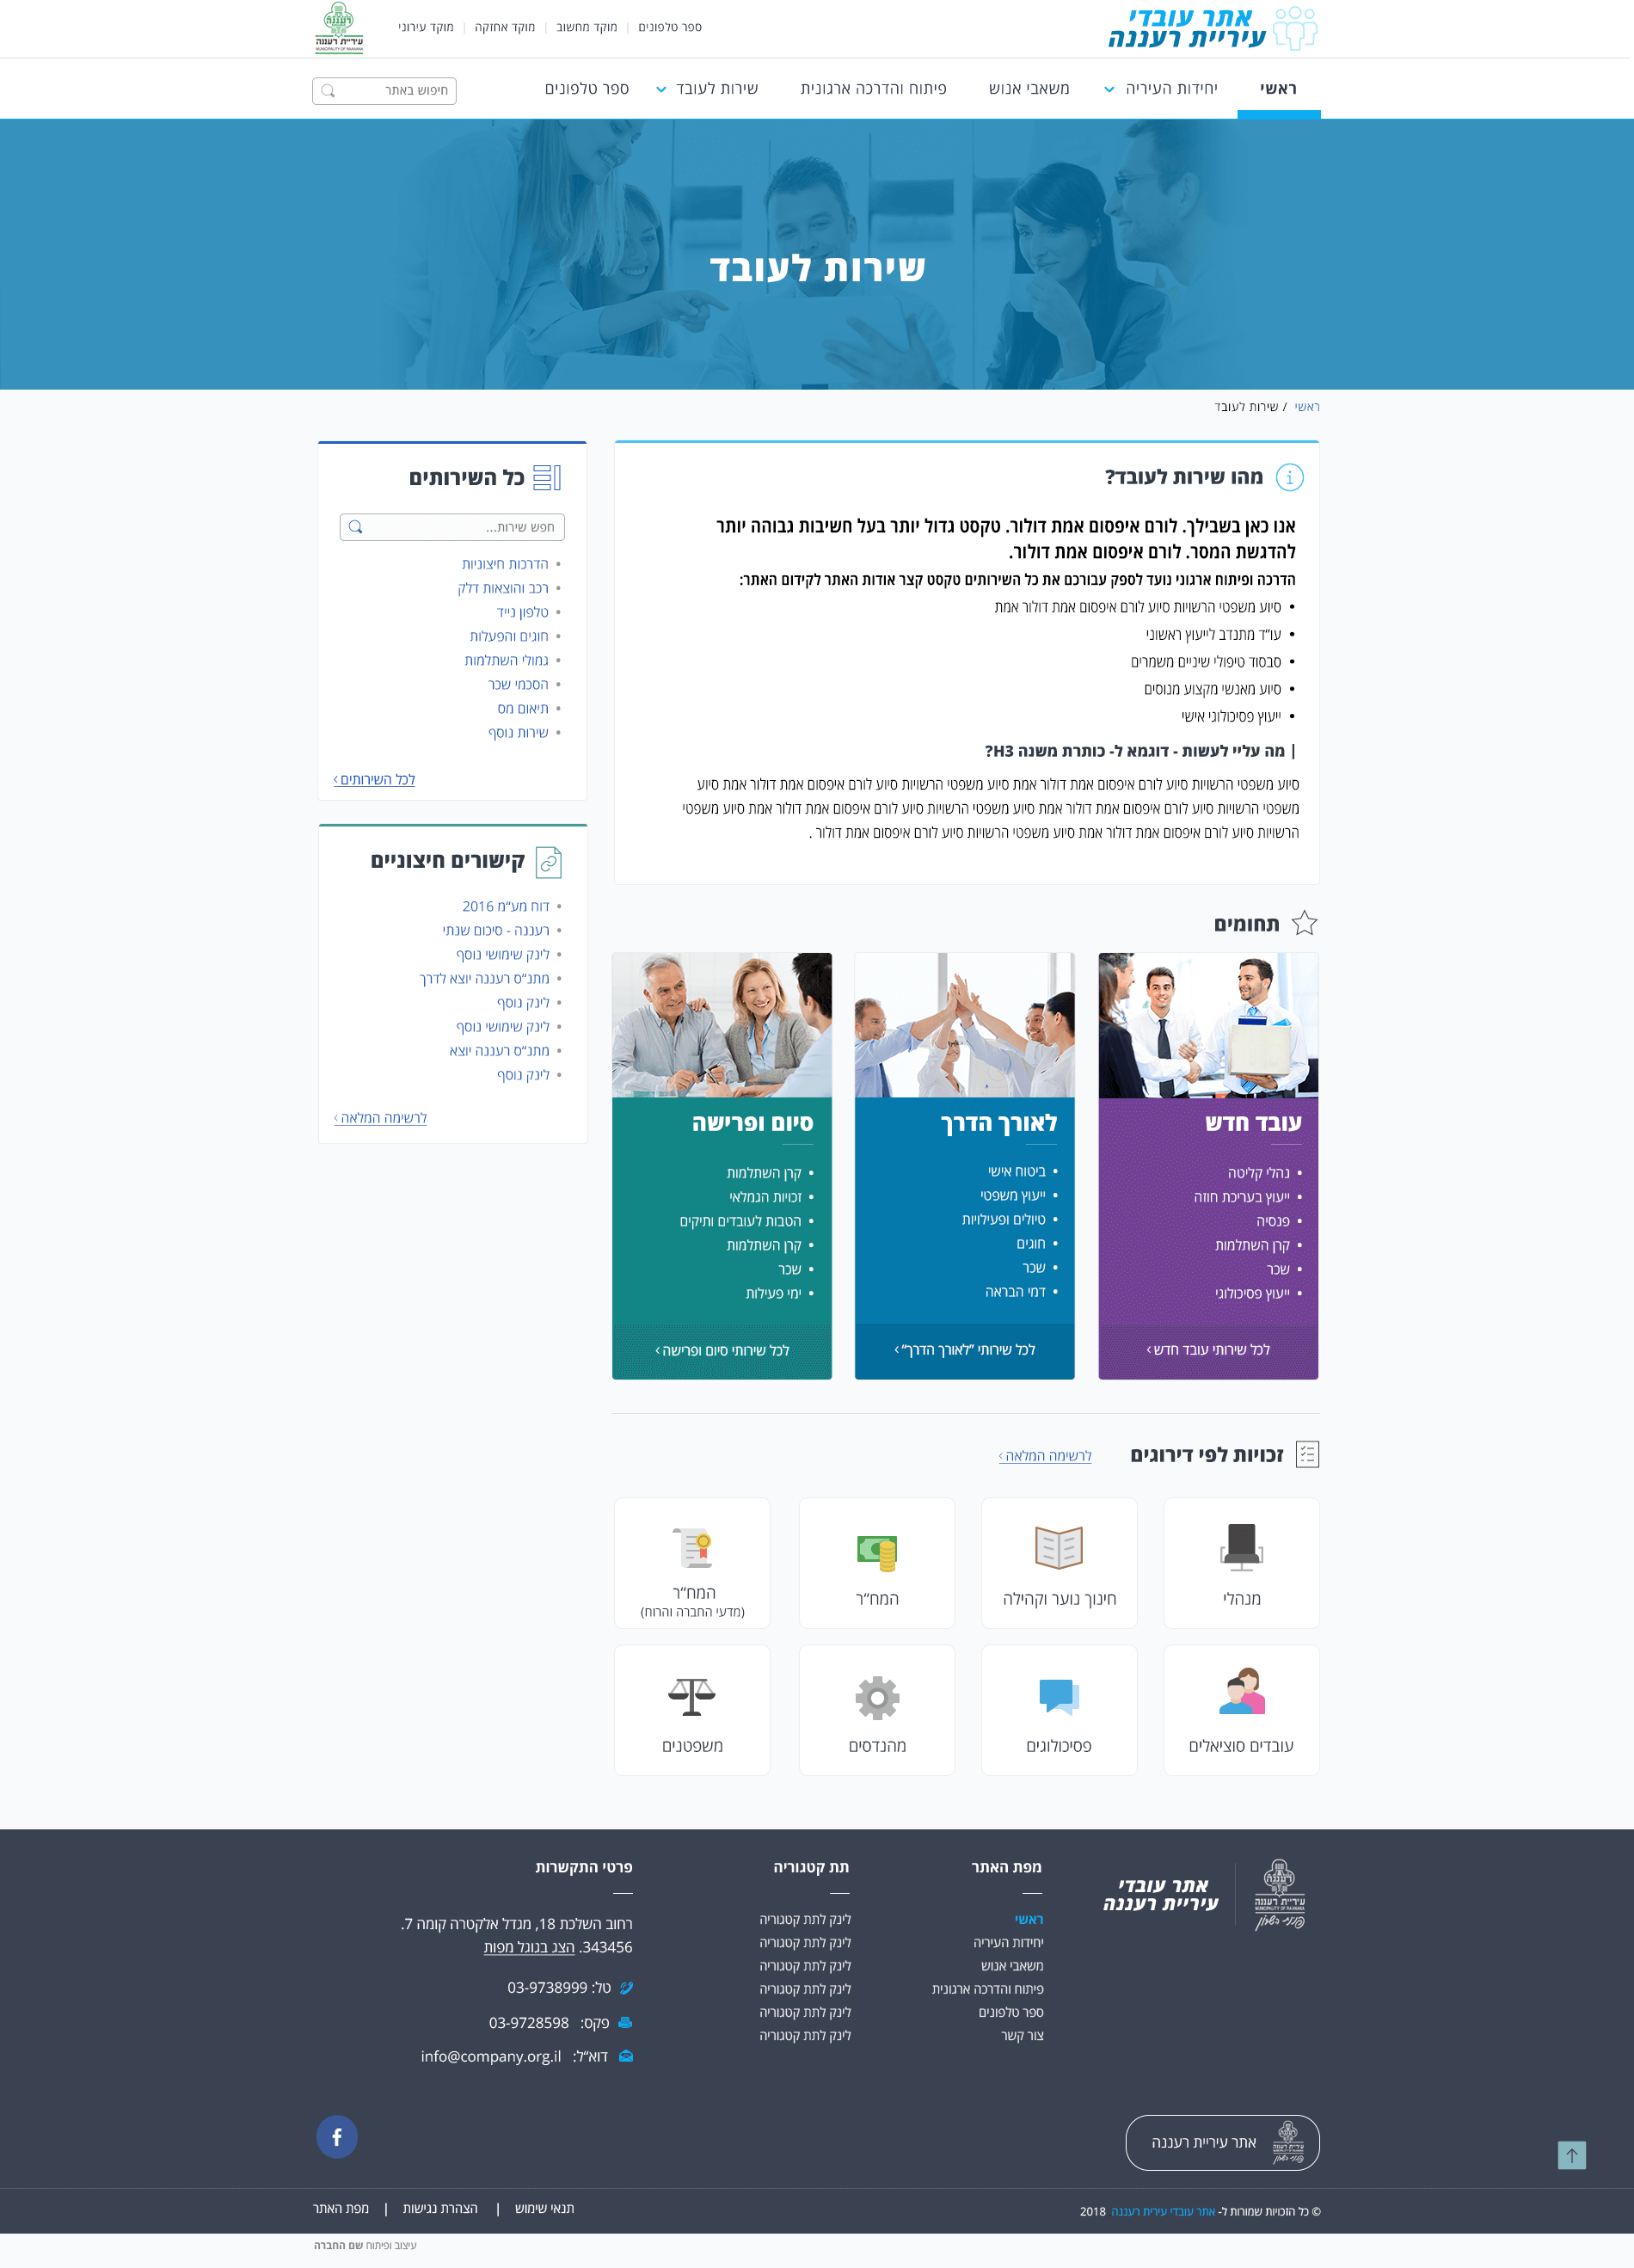 אתר עובדי
עיריית רעננה
ספר טלפונים | מוקד מחשוב | מוקד אחזקה | מוקד עירוני
עיריית רעננה
MUNICIPALITY OF RAANANA
ראשי
יחידות העיריה
משאבי אנוש
פיתוח והדרכה ארגונית
שירות לעובד
ספר טלפונים
חיפוש באתר
שירות לעובד
ראשי / שירות לעובד
מהו שירות לעובד?
אנו כאן בשבילך. לורם איפסום אמת דולור. טקסט גדול יותר בעל חשיבות גבוהה יותר
להדגשת המסר. לורם איפסום אמת דולור.
הדרכה ופיתוח ארגוני נועד לספק עבורכם את כל השירותים טקסט קצר אודות האתר לקידום האתר:
• סיוע משפטי הרשויות סיוע לורם איפסום אמת דולור אמת
• עו"ד מתנדב לייעוץ ראשוני
• סבסוד טיפולי שיניים משמרים
• סיוע מאנשי מקצוע מנוסים
• ייעוץ פסיכולוגי אישי
| מה עליי לעשות - דוגמא ל- כותרת משנה H3?
סיוע משפטי הרשויות סיוע לורם איפסום אמת דולור אמת סיוע משפטי הרשויות סיוע לורם איפסום אמת דולור אמת סיוע
משפטי הרשויות סיוע לורם איפסום אמת דולור אמת סיוע משפטי הרשויות סיוע לורם איפסום אמת דולור אמת סיוע משפטי
הרשויות סיוע לורם איפסום אמת דולור אמת סיוע משפטי הרשויות סיוע לורם איפסום אמת דולור .
כל השירותים
חפש שירות...
• הדרכות חיצוניות
• רכב והוצאות דלק
• טלפון נייד
• חוגים והפעלות
• גמולי השתלמות
• הסכמי שכר
• תיאום מס
• שירות נוסף
לכל השירותים ›
קישורים חיצוניים
• דוח מע"מ 2016
• רעננה - סיכום שנתי
• לינק שימושי נוסף
• מתנ"ס רעננה יוצא לדרך
• לינק נוסף
• לינק שימושי נוסף
• מתנ"ס רעננה יוצא
• לינק נוסף
לרשימה המלאה ›
תחומים
עובד חדש
• נהלי קליטה
• ייעוץ בעריכת חוזה
• פנסיה
• קרן השתלמות
• שכר
• ייעוץ פסיכולוגי
לכל שירותי עובד חדש ›
לאורך הדרך
• ביטוח אישי
• ייעוץ משפטי
• טיולים ופעילויות
• חוגים
• שכר
• דמי הבראה
לכל שירותי "לאורך הדרך" ›
סיום ופרישה
• קרן השתלמות
• זכויות הגמלאי
• הטבות לעובדים ותיקים
• קרן השתלמות
• שכר
• ימי פעילות
לכל שירותי סיום ופרישה ›
זכויות לפי דירוגים
לרשימה המלאה ›
מנהלי
חינוך נוער וקהילה
המח"ר
המח"ר
(מדעי החברה והרוח)
עובדים סוציאלים
פסיכולוגים
מהנדסים
משפטנים
עיריית רעננה
MUNICIPALITY OF RAANANA
פנינת השרון
אתר עובדי
עיריית רעננה
מפת האתר
ראשי
יחידות העיריה
משאבי אנוש
פיתוח והדרכה ארגונית
ספר טלפונים
צור קשר
תת קטגוריה
לינק לתת קטגוריה
לינק לתת קטגוריה
לינק לתת קטגוריה
לינק לתת קטגוריה
לינק לתת קטגוריה
לינק לתת קטגוריה
פרטי התקשרות
רחוב השלכת 18, מגדל אלקטרה קומה 7.
343456. הצג בגוגל מפות
טל: 03-9738999
פקס: 03-9728598
דוא"ל: info@company.org.il
אתר עיריית רעננה
© כל הזכויות שמורות ל- אתר עובדי עירית רעננה 2018
תנאי שימוש | הצהרת נגישות | מפת האתר
עיצוב ופיתוח שם החברה